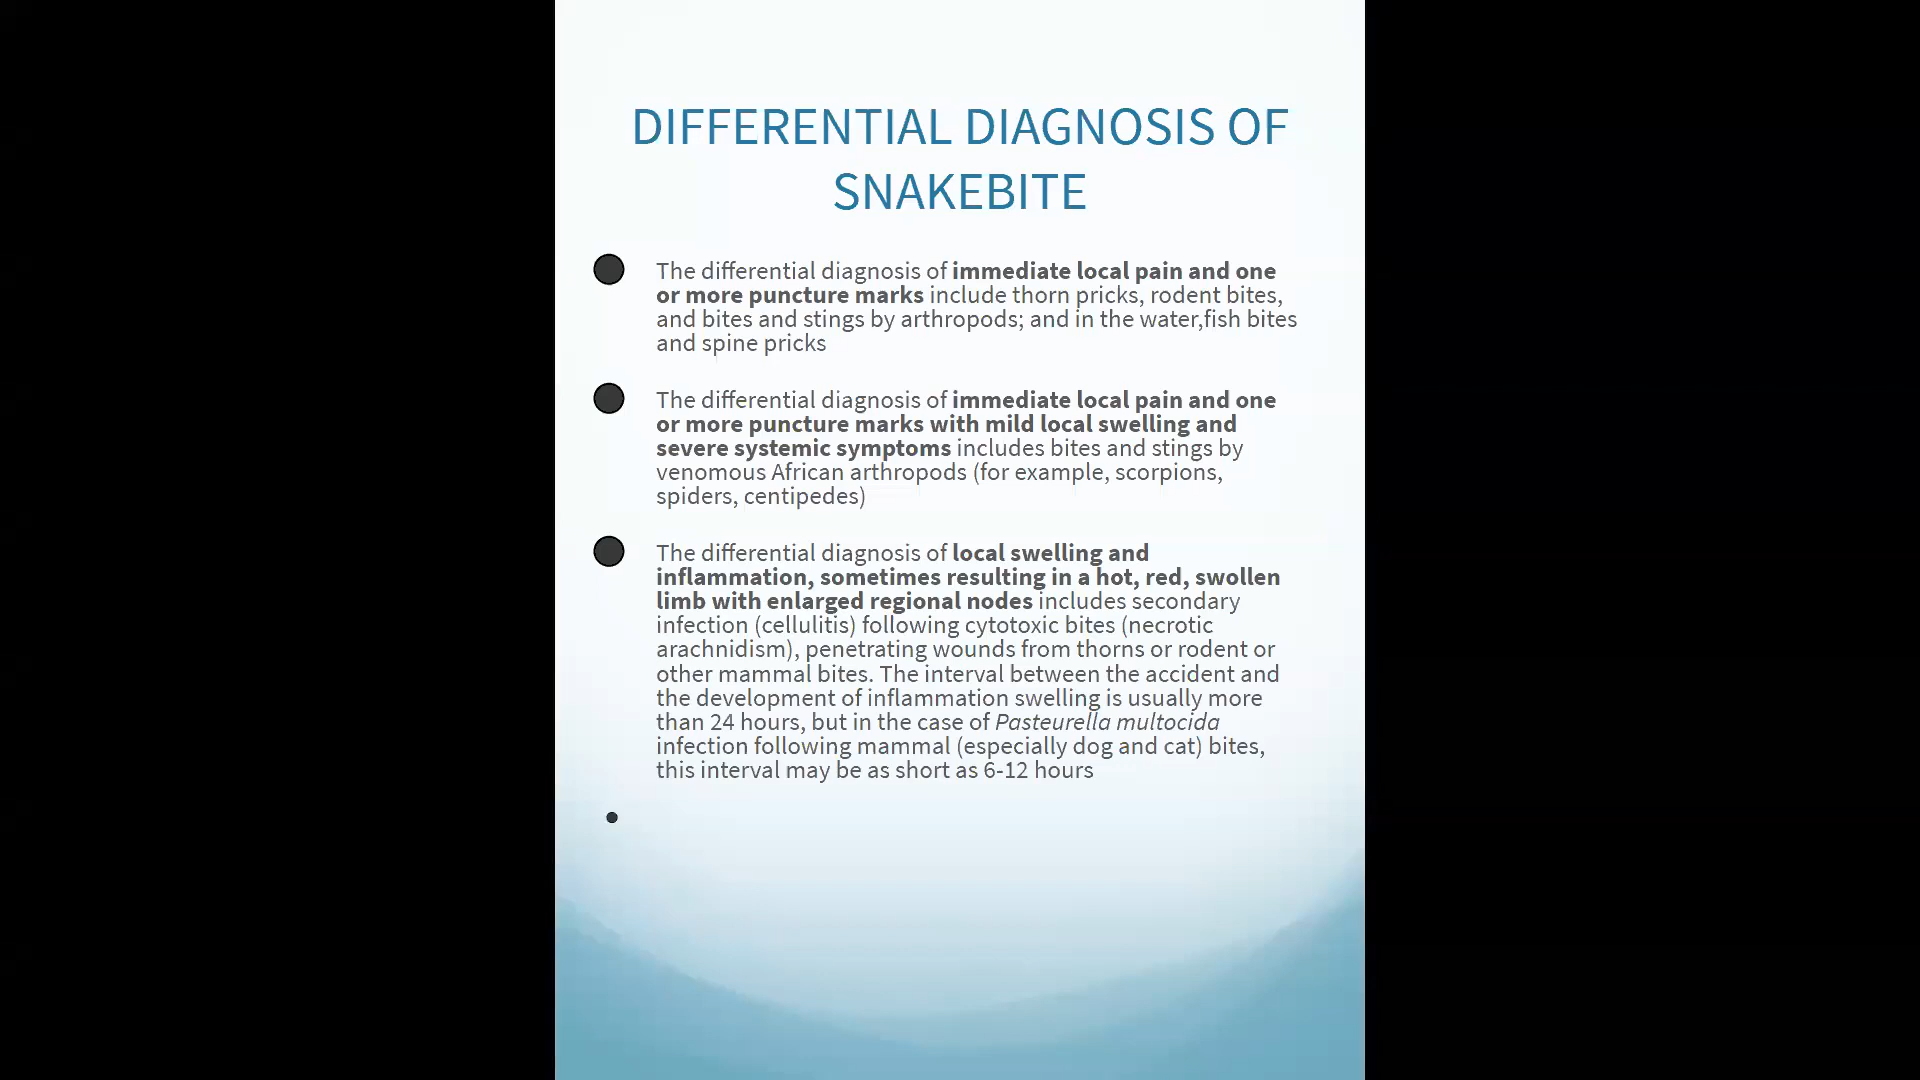 DIFFERENTIAL DIAGNOSIS OF
SNAKEBITE
The differential diagnosis of immediate local pain and one
or more puncture marks include thorn pricks, rodent bites,
and bites and stings by arthropods; and in the water,fish bites
and spine pricks
The differential diagnosis of immediate local pain and one
or more puncture marks with mild local swelling and
severe systemic symptoms includes bites and stings by
venomous African arthropods (for example, scorpions,
spiders, centipedes)
The differential diagnosis of local swelling and
inflammation, sometimes resulting in a hot, red, swollen
limb with enlarged regional nodes includes secondary
infection (cellulitis) following cytotoxic bites (necrotic
arachnidism), penetrating wounds from thorns or rodent or
other mammal bites. The interval between the accident and
the development of inflammation swelling is usually more
than 24 hours, but in the case of Pasteurella multocida
infection following mammal (especially dog and cat) bites,
this interval may be as short as 6-12 hours